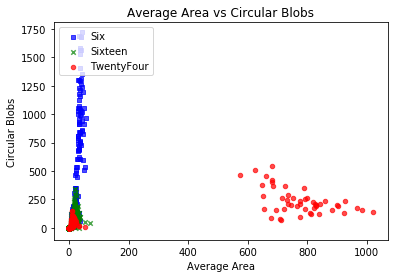 Average Area vs Circular Blobs
1750
1500
1250
1000
750
500
250
0
Circular Blobs
Six
Sixteen
TwentyFour
0 200 400 600 800 1000
Average Area